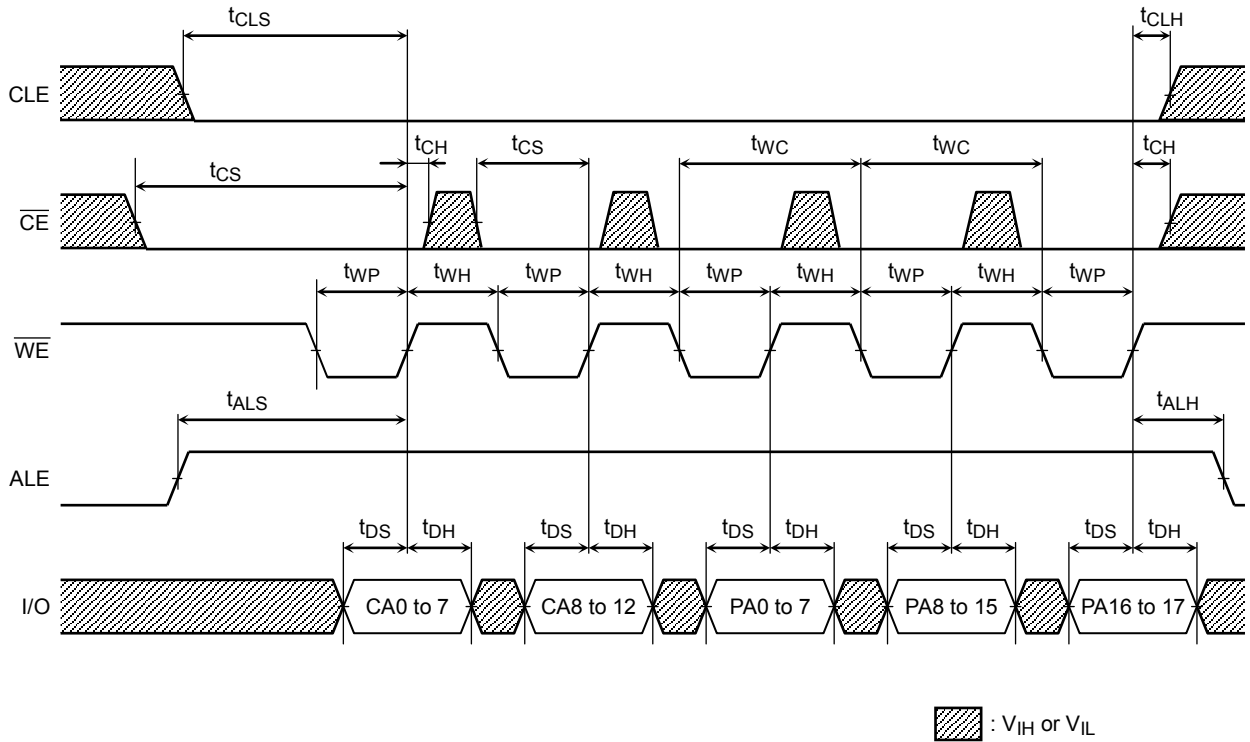 tCLS tCLH
CLE
tCH tCS tWC tWC tCH
tCS
CE
tWP tWH tWP tWH tWP tWH tWP tWH tWP
WE
tALS tALH
ALE
tDS tDH tDS tDH tDS tDH tDS tDH tDS tDH
I/O CA0 to 7 CA8 to 12 PA0 to 7 PA8 to 15 PA16 to 17
: VIH or VIL